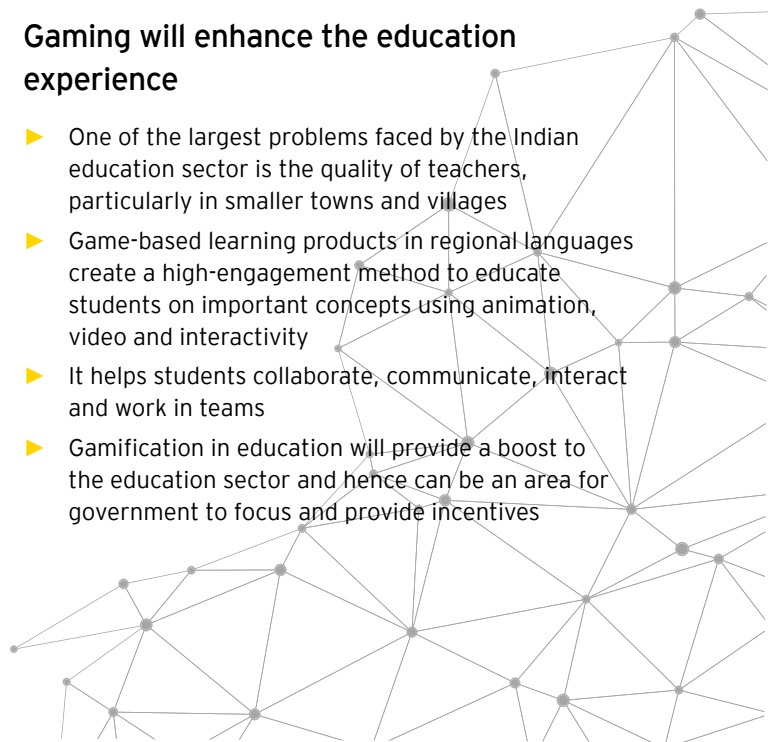 Gaming will enhance the education
experience
► One of the largest problems faced by the Indian
education sector is the quality of teachers,
particularly in smaller towns and villages
► Game-based learning products in regional languages
create a high-engagement method to educate
students on important concepts using animation,
video and interactivity
► It helps students collaborate, communicate, interact
and work in teams
► Gamification in education will provide a boost to
the education sector and hence can be an area for
government to focus and provide incentives